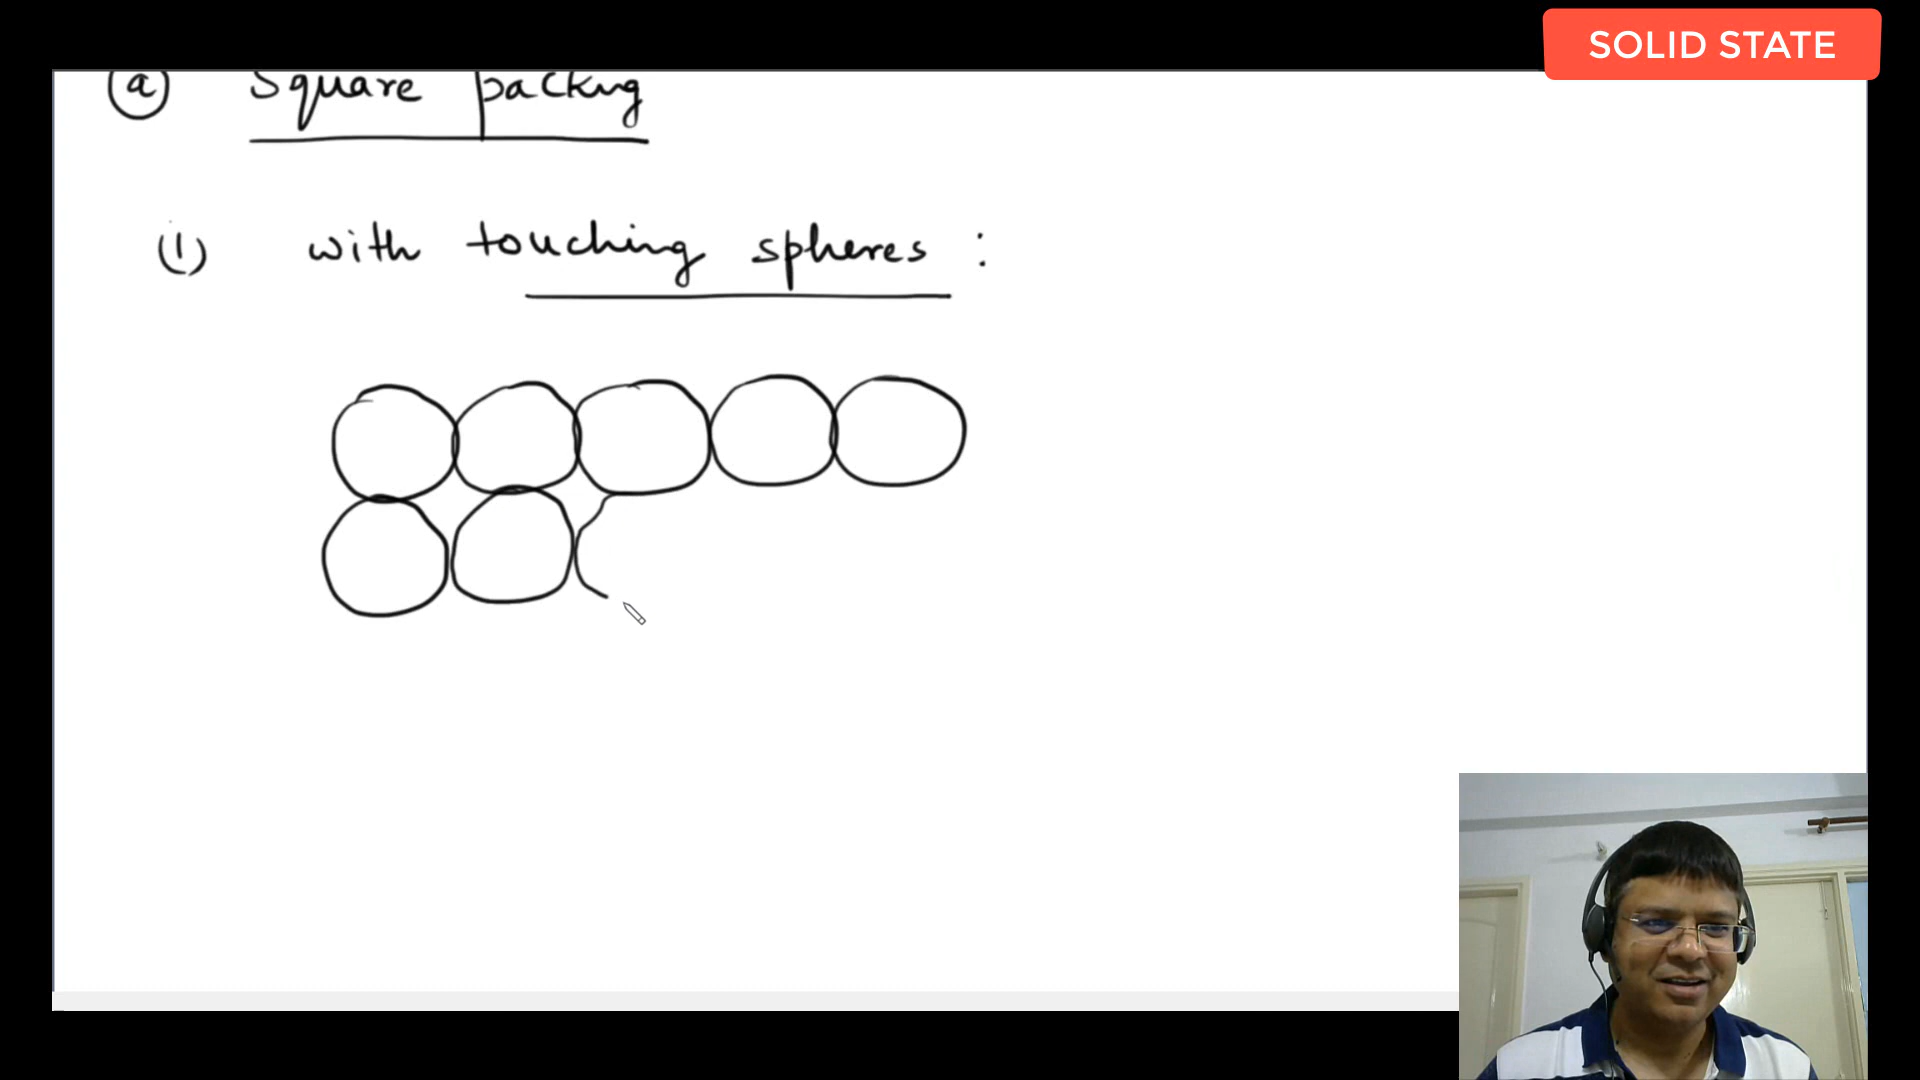 SOLID STATE
(a) Square packing
(1) with touching spheres :